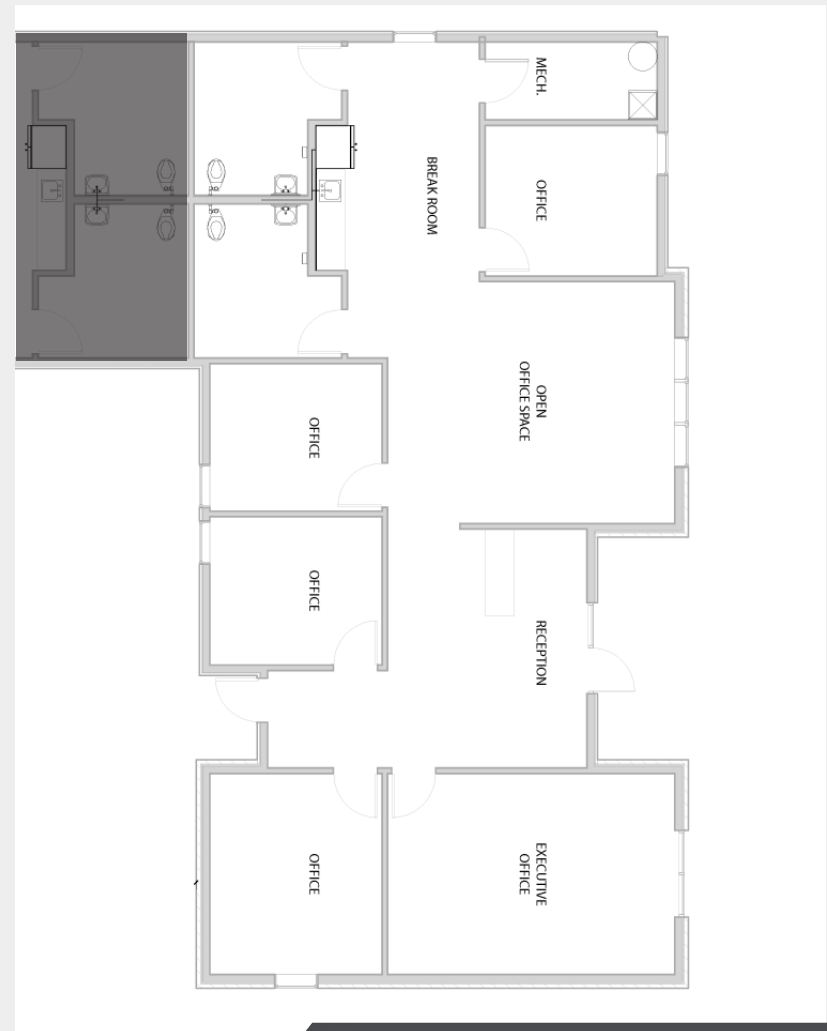 MECH.
BREAK ROOM
OFFICE
OPEN
OFFICE SPACE
OFFICE
OFFICE
RECEPTION
OFFICE
EXECUTIVE
OFFICE